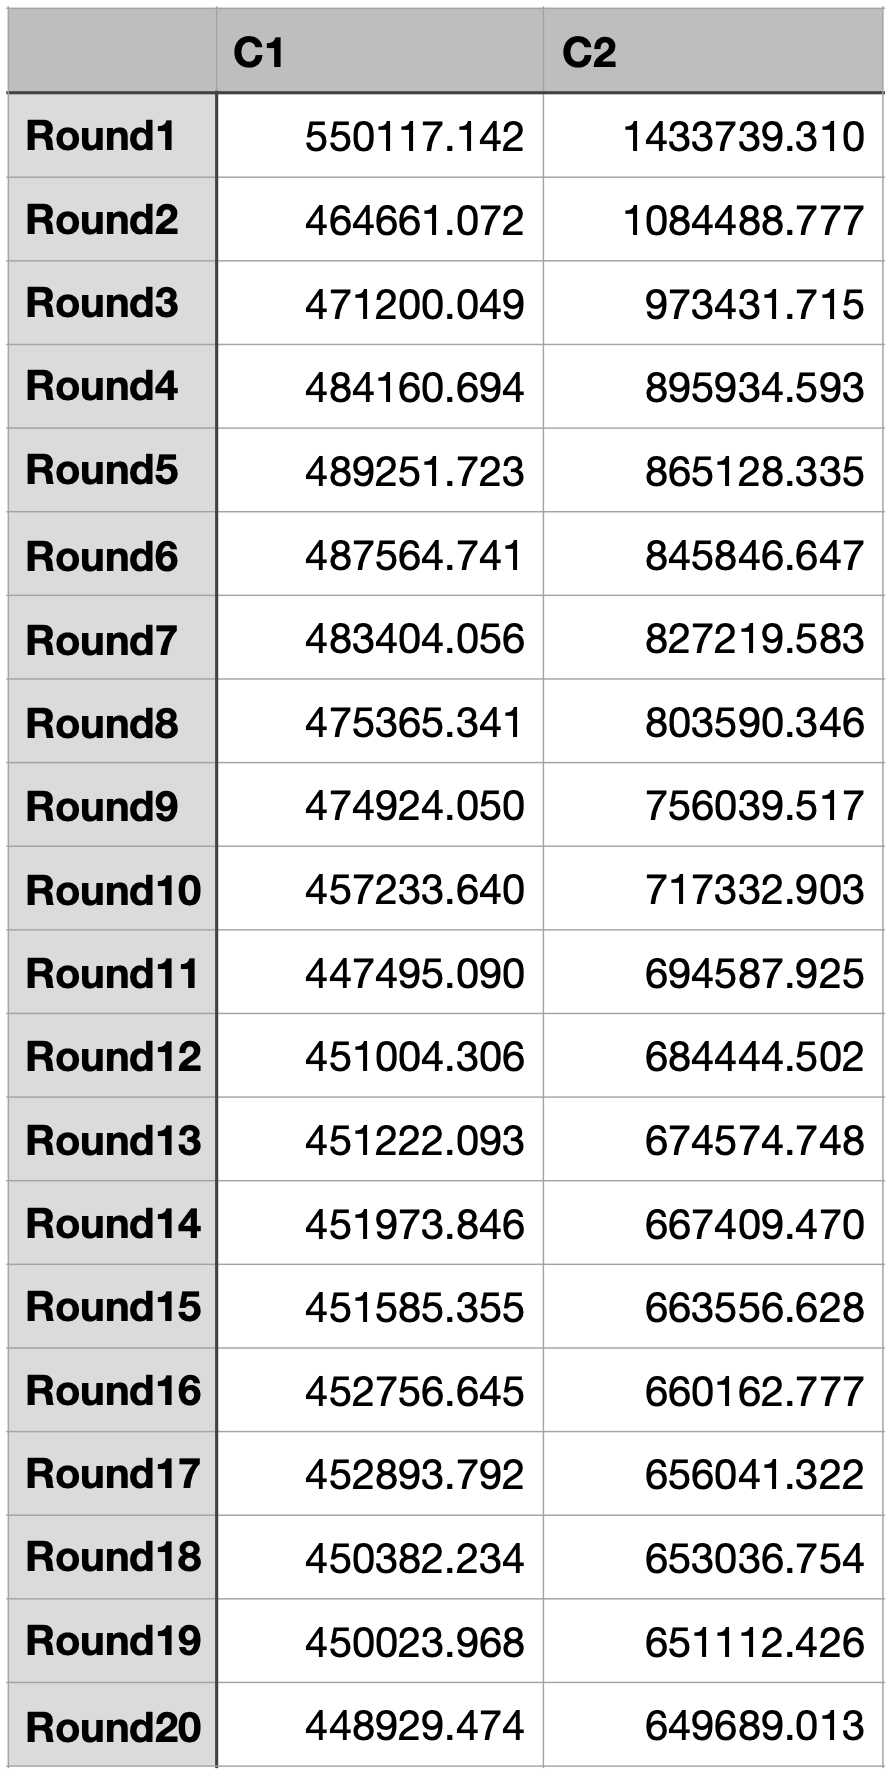 C1 C2
Round1 550117.142 1433739.310
Round2 464661.072 1084488.777
Round3 471200.049 973431.715
Round4 484160.694 895934.593
Round5 489251.723 865128.335
Round6 487564.741 845846.647
Round7 483404.056 827219.583
Round8 475365.341 803590.346
Round9 474924.050 756039.517
Round10 457233.640 717332.903
Round11 447495.090 694587.925
Round12 451004.306 684444.502
Round13 451222.093 674574.748
Round14 451973.846 667409.470
Round15 451585.355 663556.628
Round16 452756.645 660162.777
Round17 452893.792 656041.322
Round18 450382.234 653036.754
Round19 450023.968 651112.426
Round20 448929.474 649689.013